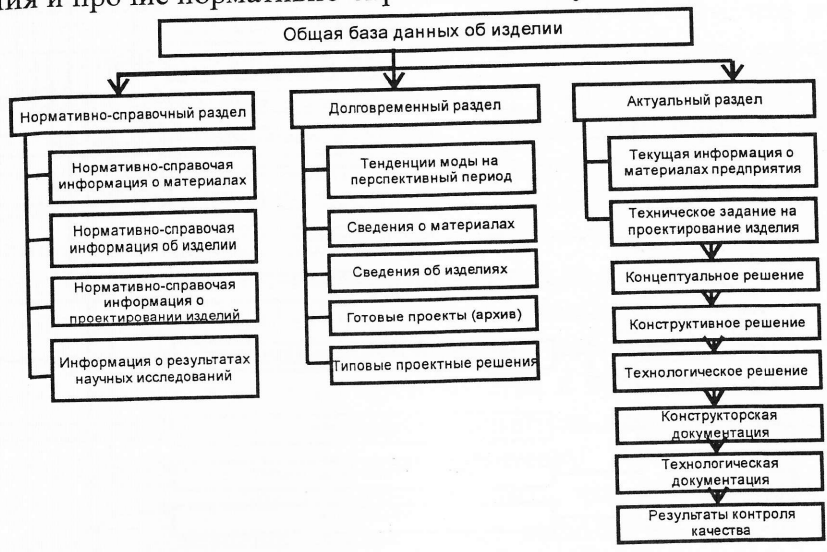 ия и прочие нормативно
Общая база данных об изделии
Нормативно-справочный раздел
Нормативно-справочая
информация о материалах
Нормативно-справочая
информация об изделии
Нормативно-справочая
информация о
проектировании изделий
Информация о результатах
научных исследований
Долговременный раздел
Тенденции моды на
перспективный период
Сведения о материалах
Сведения об изделиях
Готовые проекты (архив)
Типовые проектные решения
Актуальный раздел
Текущая информация о
материалах предприятия
Техническое задание на
проектирование изделия
Концептуальное решение
Конструктивное решение
Технологическое решение
Конструкторская
документация
Технологическая
документация
Результаты контроля
качества